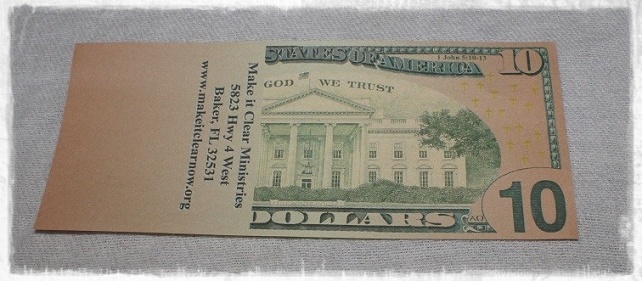 STATES OF AMERICA
1 John 5:10-13
10
GOD WE TRUST
Make it Clear Ministries
5823 Hwy 4 West
Baker, FL 32531
www.makeitclearnow.org
DOLLARS
10